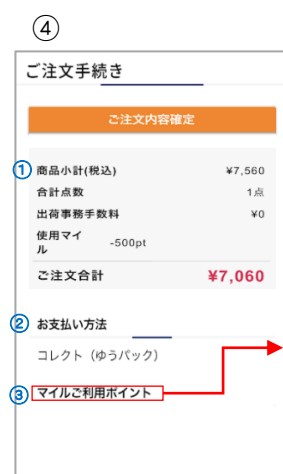 ④
ご注文手続き
ご注文内容確定
① 商品小計(税込) ¥7,560
合計点数 1点
出荷事務手数料 ¥0
使用マイ
ル -500pt
ご注文合計 ¥7,060
② お支払い方法
コレクト（ゆうパック）
③ マイルご利用ポイント